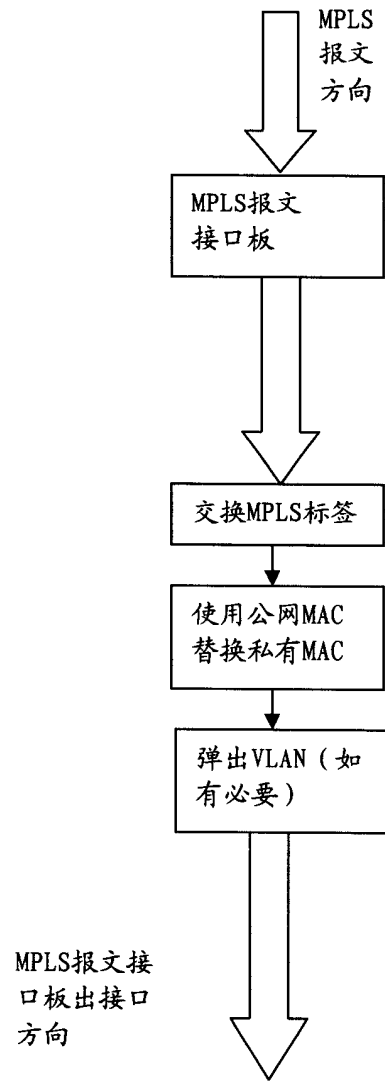 MPLS
报文
方向
MPLS报文
接口板
交换MPLS标签
使用公网MAC
替换私有MAC
弹出VLAN（如
有必要）
MPLS报文接
口板出接口
方向